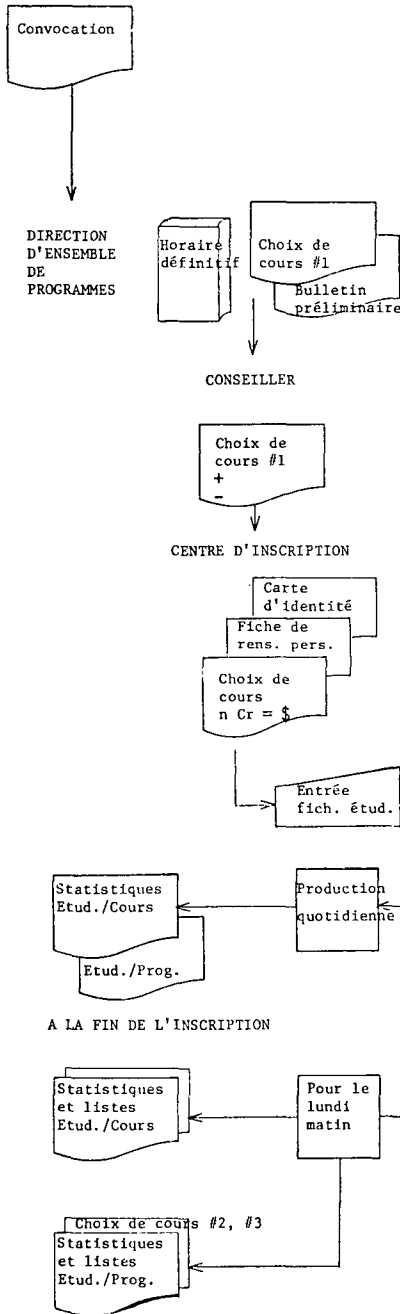 Convocation
DIRECTION
D'ENSEMBLE
DE
PROGRAMMES
Horaire
définitif
Choix de
cours #1
Bulletin
préliminaire
CONSEILLER
Choix de
cours #1
+
-
CENTRE D'INSCRIPTION
Carte
d'identité
Fiche de
rens. pers.
Choix de
cours
n Cr = $
Entrée
fich. étud.
Statistiques
Etud./Cours
Etud./Prog.
Production
quotidienne
A LA FIN DE L'INSCRIPTION
Statistiques
et listes
Etud./Cours
Pour le
lundi
matin
Choix de cours #2, #3
Statistiques
et listes
Etud./Prog.